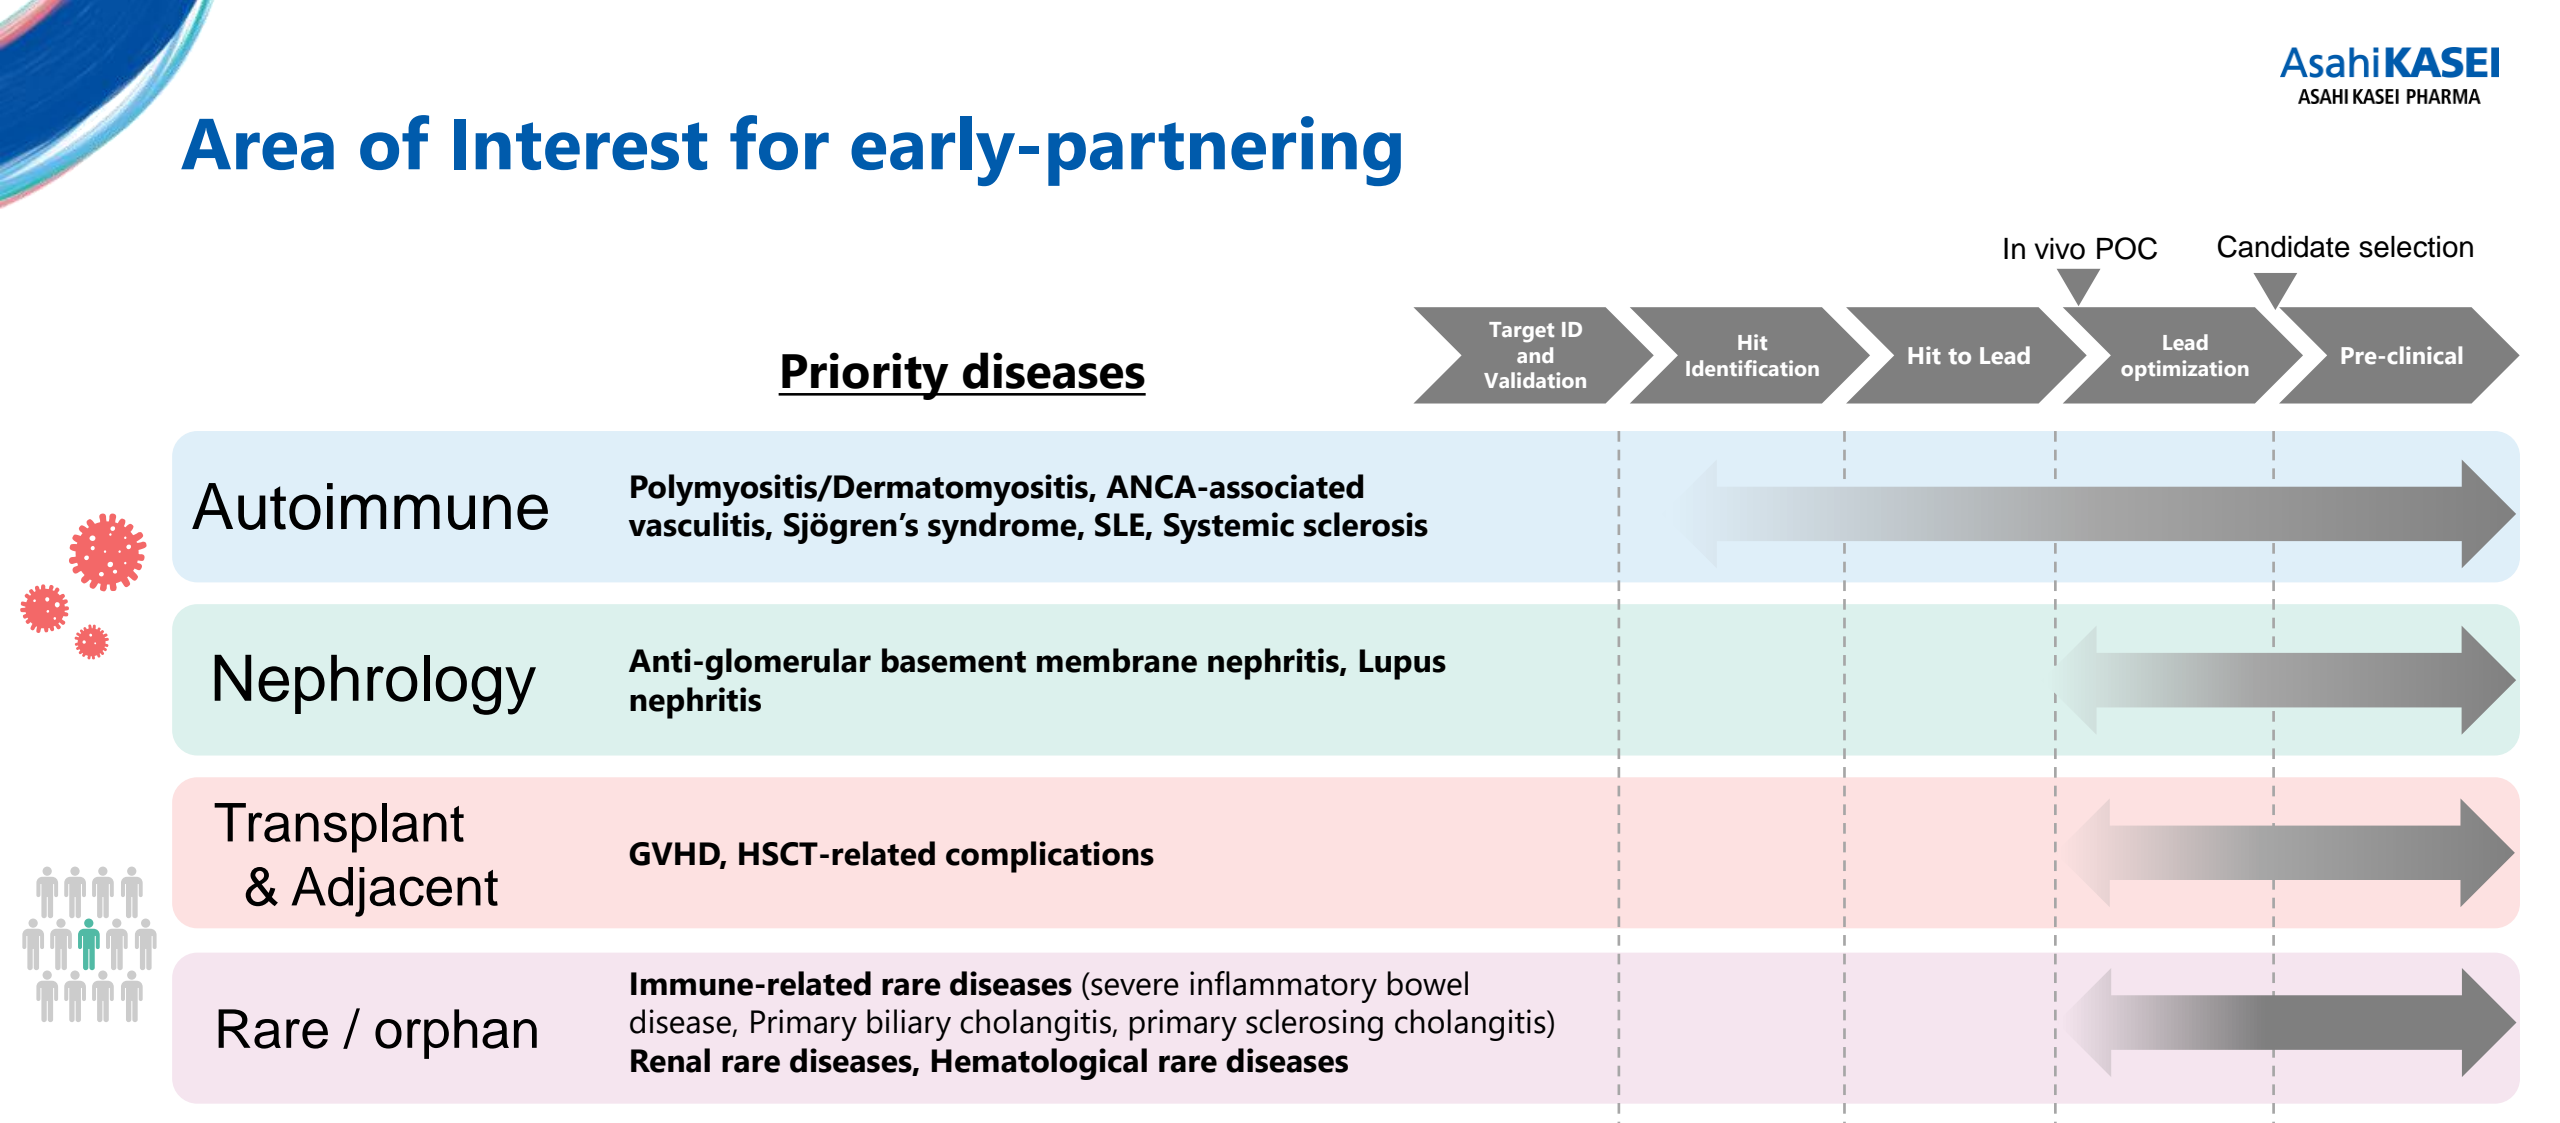 AsahiKASEI
ASAHI KASEI PHARMA
Area of Interest for early-partnering
In vivo POC
Candidate selection
Priority diseases
Target ID
and
Validation
Hit
Identification
Hit to Lead
Lead
optimization
Pre-clinical
Autoimmune
Polymyositis/Dermatomyositis, ANCA-associated
vasculitis, Sjögren’s syndrome, SLE, Systemic sclerosis
Nephrology
Anti-glomerular basement membrane nephritis, Lupus
nephritis
Transplant
& Adjacent
GVHD, HSCT-related complications
Rare / orphan
Immune-related rare diseases (severe inflammatory bowel
disease, Primary biliary cholangitis, primary sclerosing cholangitis)
Renal rare diseases, Hematological rare diseases